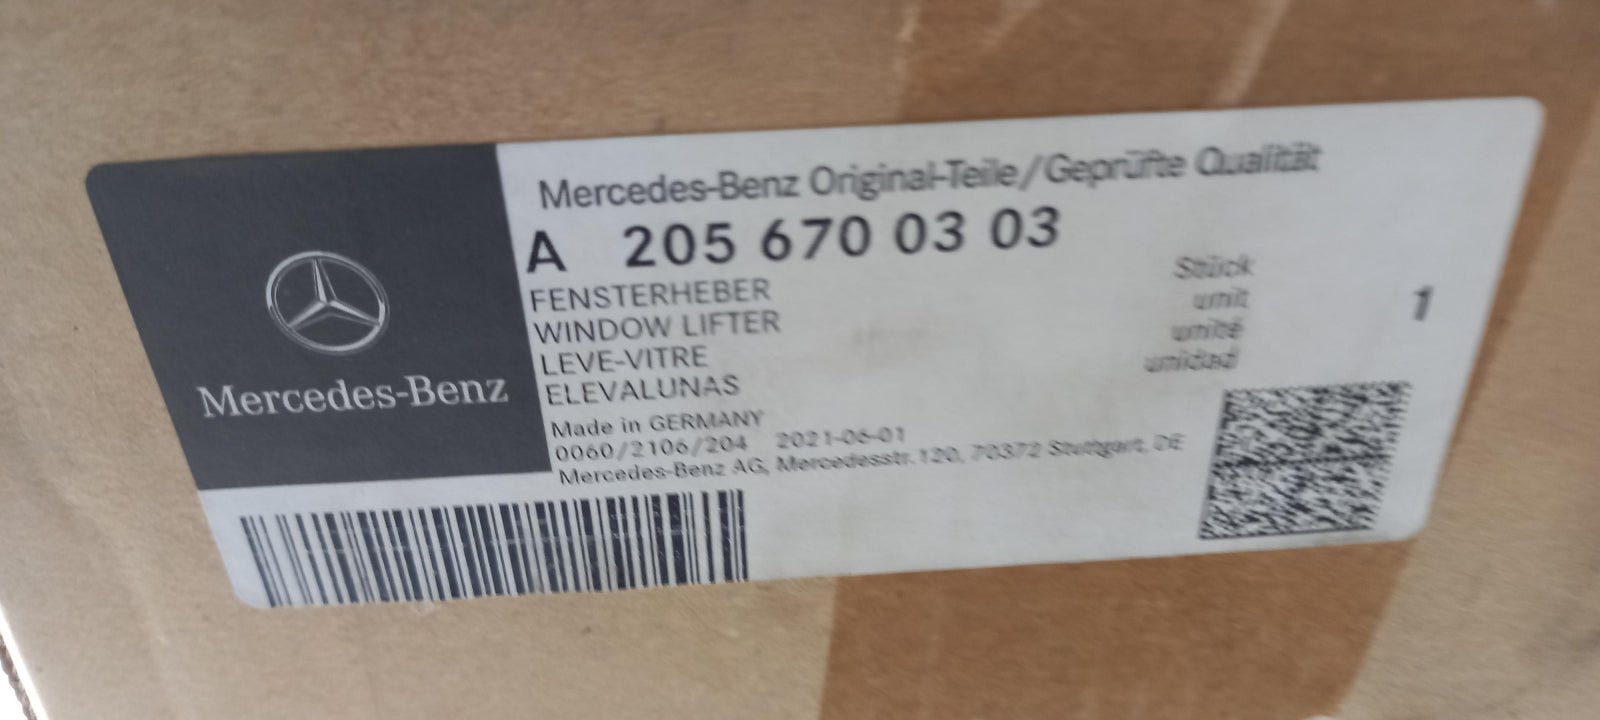 Mercedes-Benz
Mercedes-Benz Original-Teile/Geprüfte Qualität
A 205 670 03 03
FENSTERHEBER
WINDOW LIFTER
LEVE-VITRE
ELEVALUNAS
Stück
unit
unité
unidad
1
Made in GERMANY
0060/2106/204 2021-06-01
Mercedes-Benz AG, Mercedesstr. 120, 70372 Stuttgart, DE